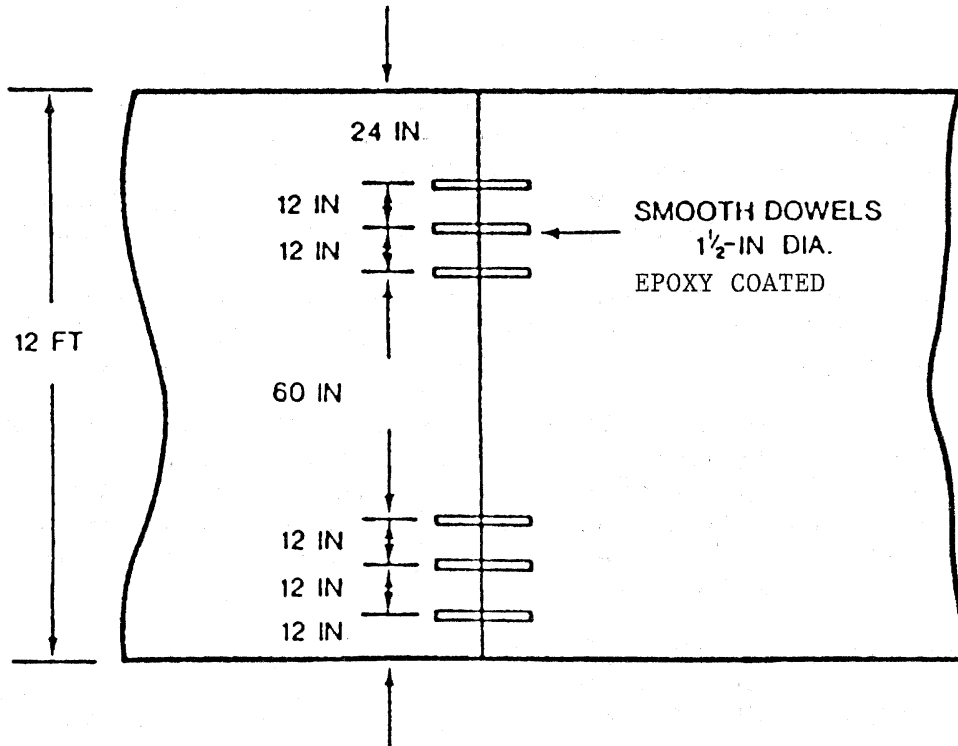 24 IN
12 IN
12 IN
SMOOTH DOWELS
1½-IN DIA.
EPOXY COATED
12 FT
60 IN
12 IN
12 IN
12 IN